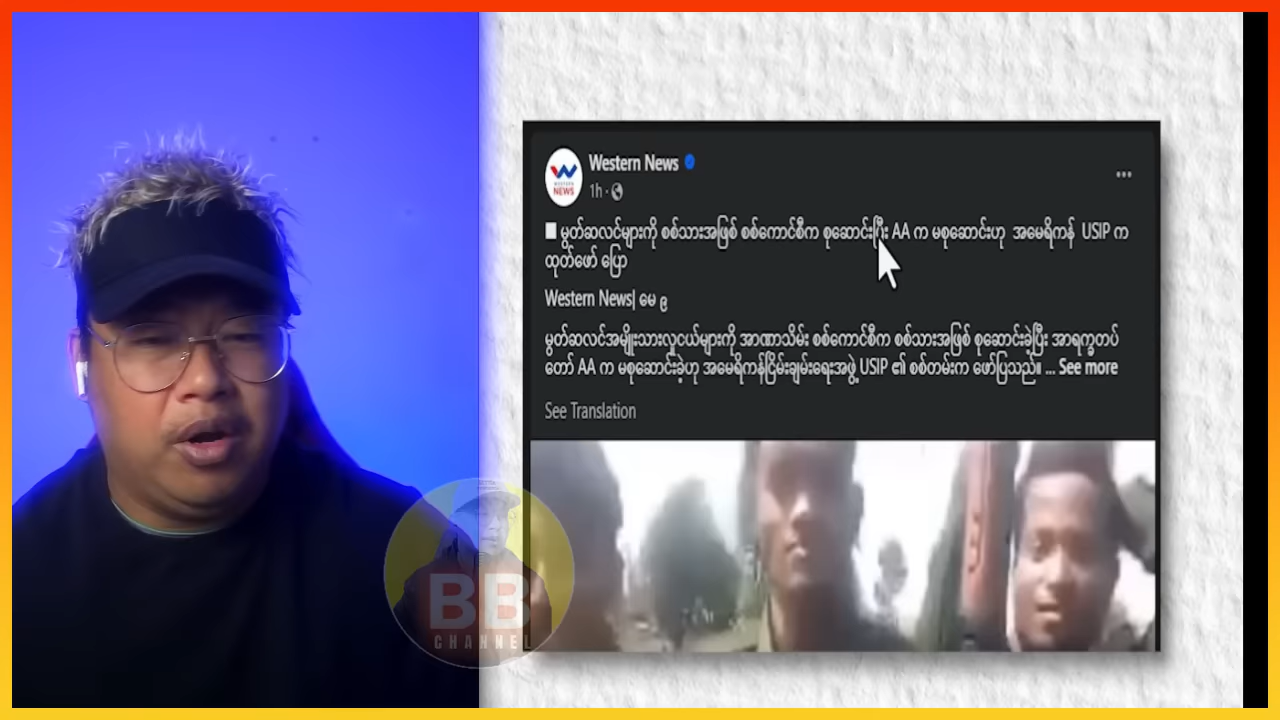 Western News
1h ·
■ မွတ်ဆလင်များကို စစ်သားအဖြစ် စစ်ကောင်စီက စုဆောင်းပြီး AA က မစုဆောင်းဟု အမေရိကန် USIP က
ထုတ်ဖော် ပြော
Western News| မေ ၉
မွတ်ဆလင်အမျိုးသားလူငယ်များကို အာဏာသိမ်း စစ်ကောင်စီက စစ်သားအဖြစ် စုဆောင်းခဲ့ပြီး အာရက္ခတပ်
တော် AA က မစုဆောင်းခဲ့ဟု အမေရိကန်ငြိမ်းချမ်းရေးအဖွဲ့ USIP ၏ စစ်တမ်းက ဖော်ပြသည်။ ... See more
See Translation
W
WESTERN
NEWS
BB
CHANNEL